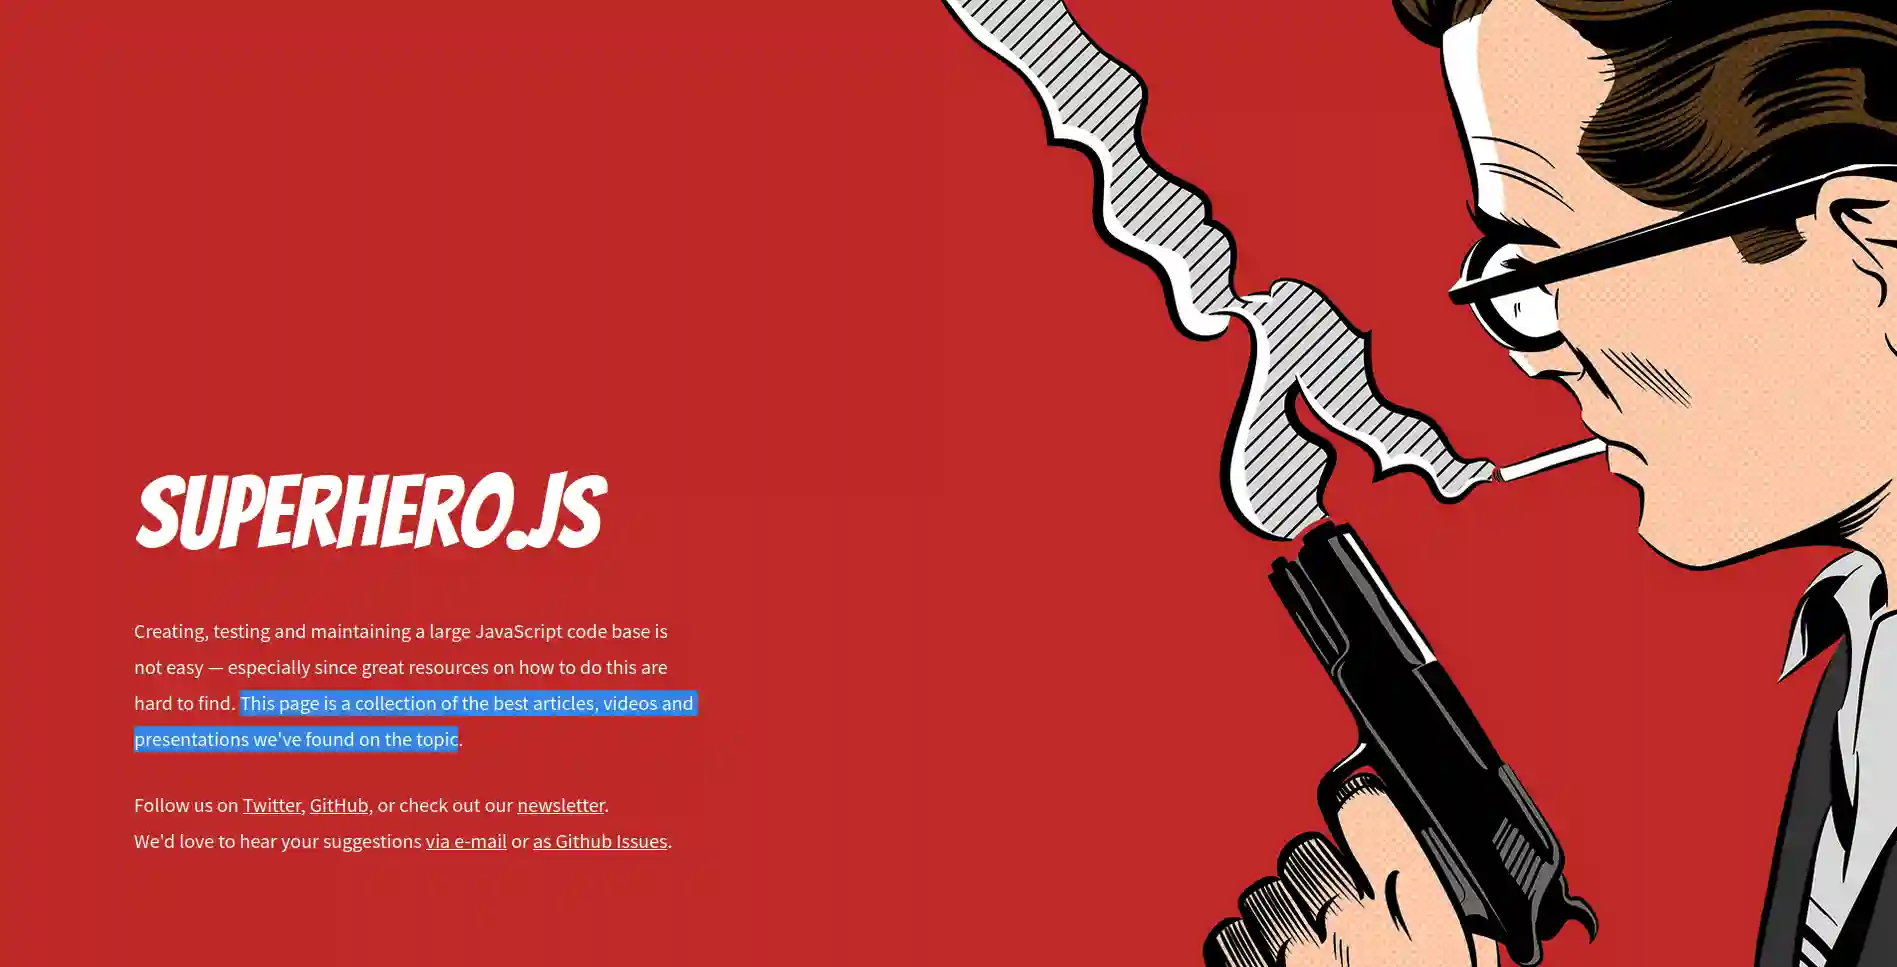 SUPERHERO.JS
Creating, testing and maintaining a large JavaScript code base is
not easy — especially since great resources on how to do this are
hard to find. This page is a collection of the best articles, videos and
presentations we've found on the topic.
Follow us on Twitter, GitHub, or check out our newsletter.
We'd love to hear your suggestions via e-mail or as Github Issues.